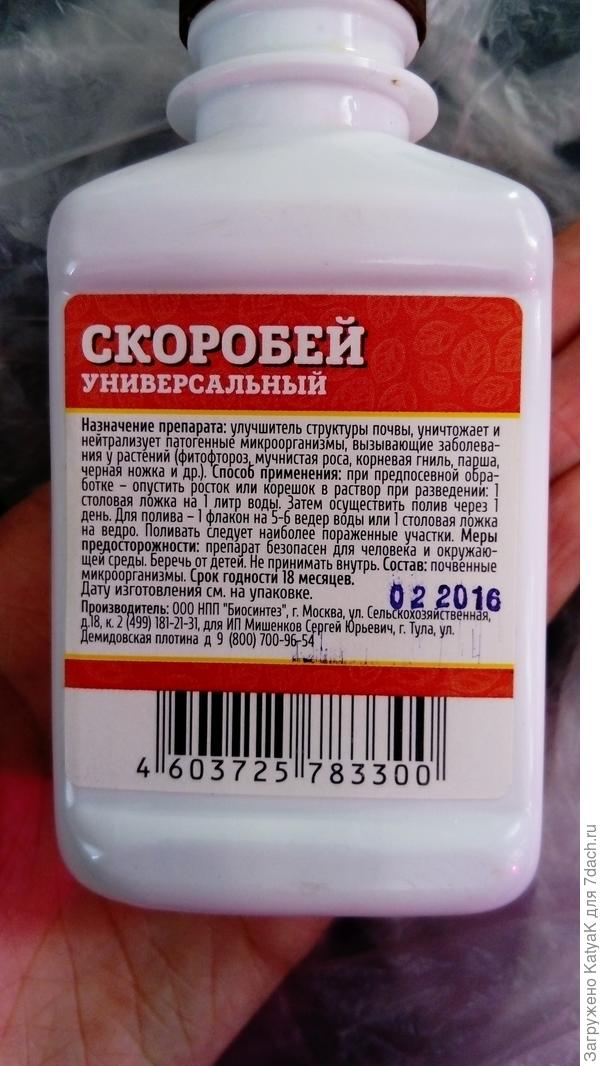 СКОРОБЕЙ
УНИВЕРСАЛЬНЫЙ
Назначение препарата: улучшитель структуры почвы, уничтожает и
нейтрализует патогенные микроорганизмы, вызывающие заболева-
ния у растений (фитофтороз, мучнистая роса, корневая гниль, парша,
черная ножка и др.). Способ применения: при предпосевной обра-
ботке – опустить росток или корешок в раствор при разведении: 1
столовая ложка на 1 литр воды. Затем осуществить полив через 1
день. Для полива – 1 флакон на 5-6 ведер воды или 1 столовая ложка
на ведро. Поливать следует наиболее пораженные участки. Меры
предосторожности: препарат безопасен для человека и окружаю-
щей среды. Беречь от детей. Не принимать внутрь. Состав: почвенные
микроорганизмы. Срок годности 18 месяцев.
Дату изготовления см. на упаковке.
02 2016
Производитель: ООО НПП "Биосинтез", г. Москва, ул. Сельскохозяйственная,
д.18, к. 2 (499) 181-21-31, для ИП Мишенков Сергей Юрьевич, г. Тула, ул.
Демидовская плотина д 9 (800) 700-96-54
4 603725 783300
Загружено KatyaK для 7dach.ru